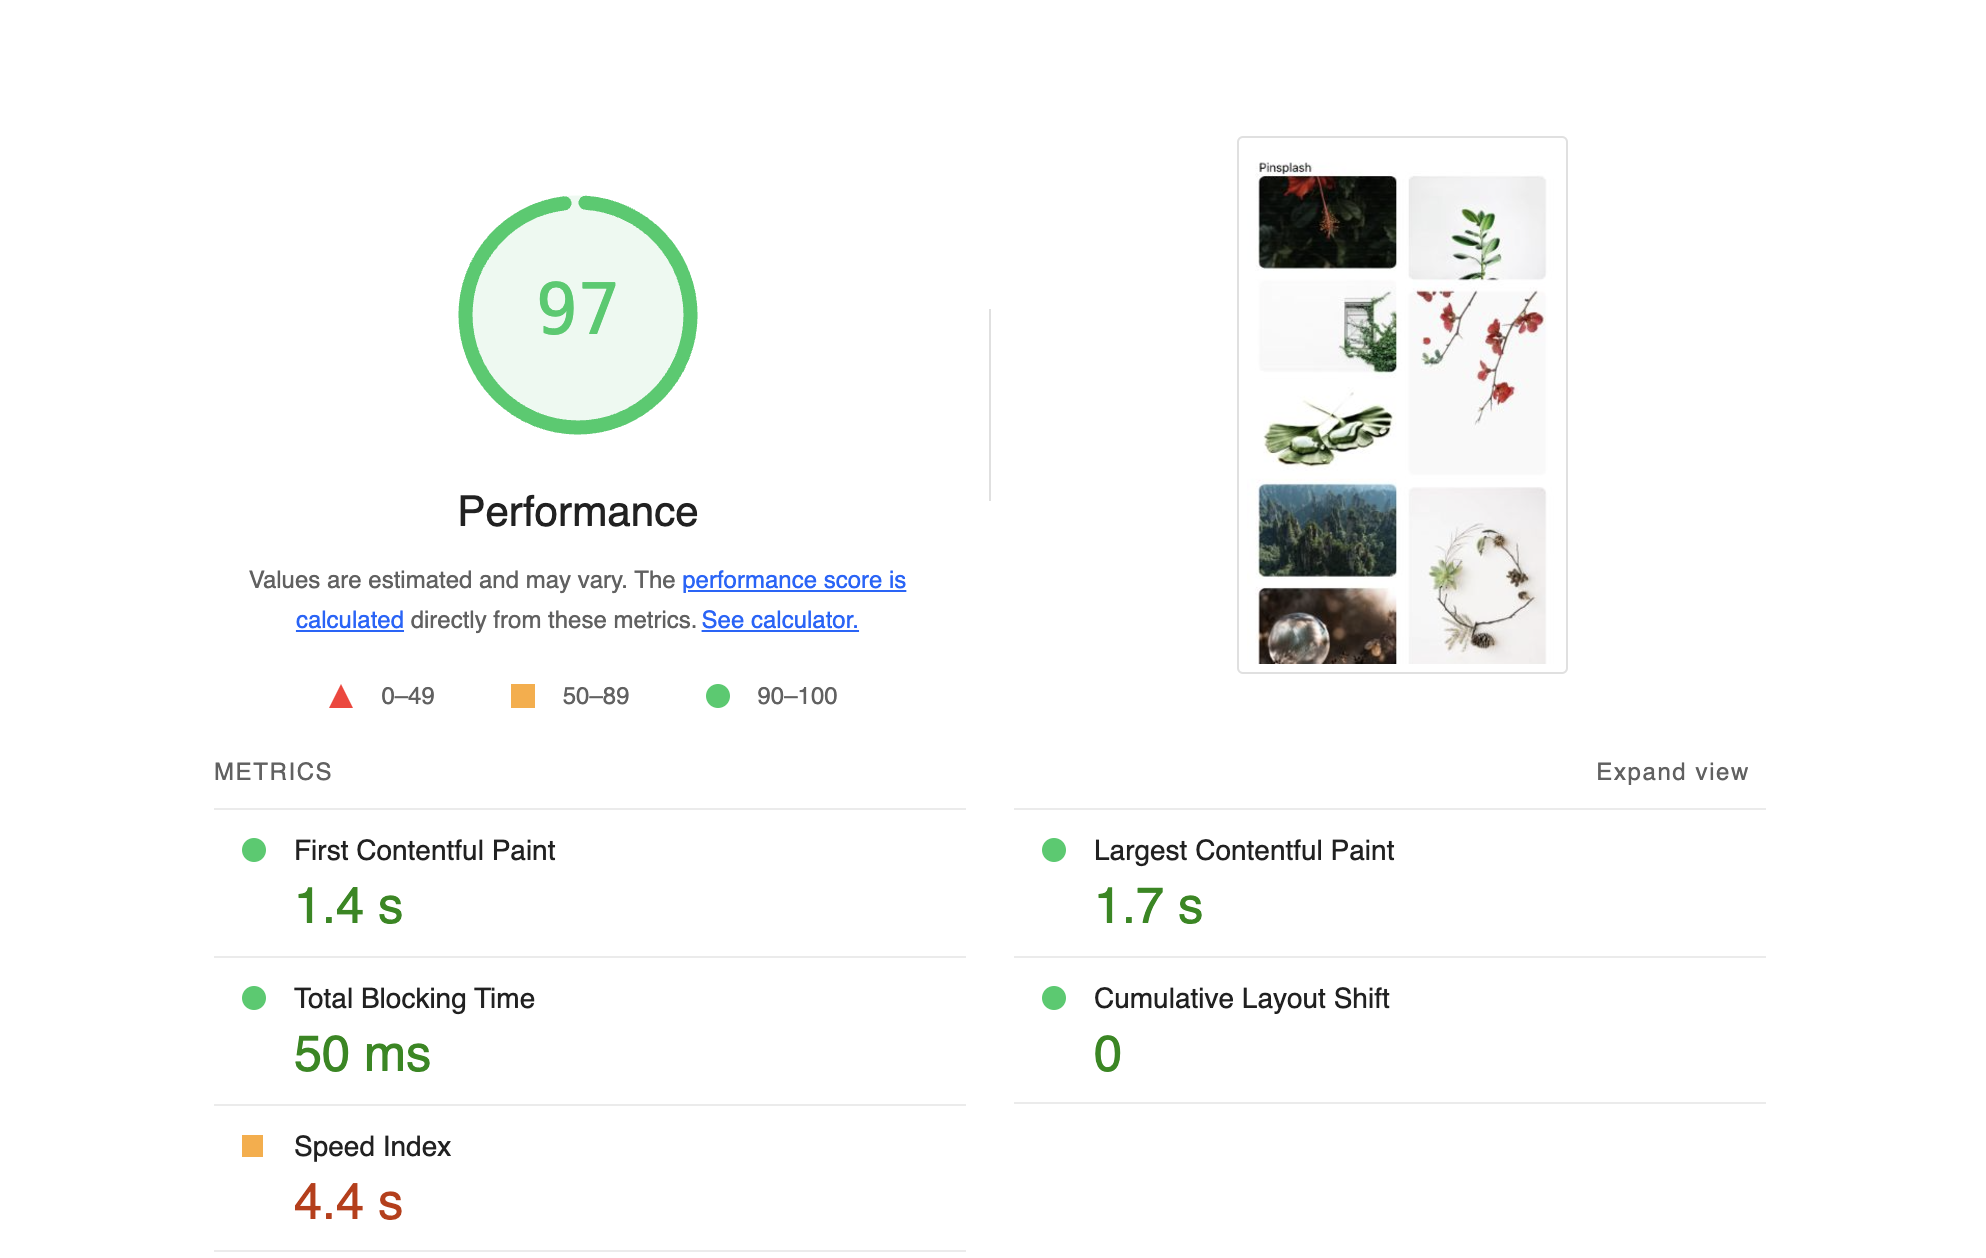 97
Performance
Values are estimated and may vary. The performance score is
calculated directly from these metrics. See calculator.
0–49
50–89
90–100
Pinsplash
METRICS
Expand view
First Contentful Paint
1.4 s
Largest Contentful Paint
1.7 s
Total Blocking Time
50 ms
Cumulative Layout Shift
0
Speed Index
4.4 s